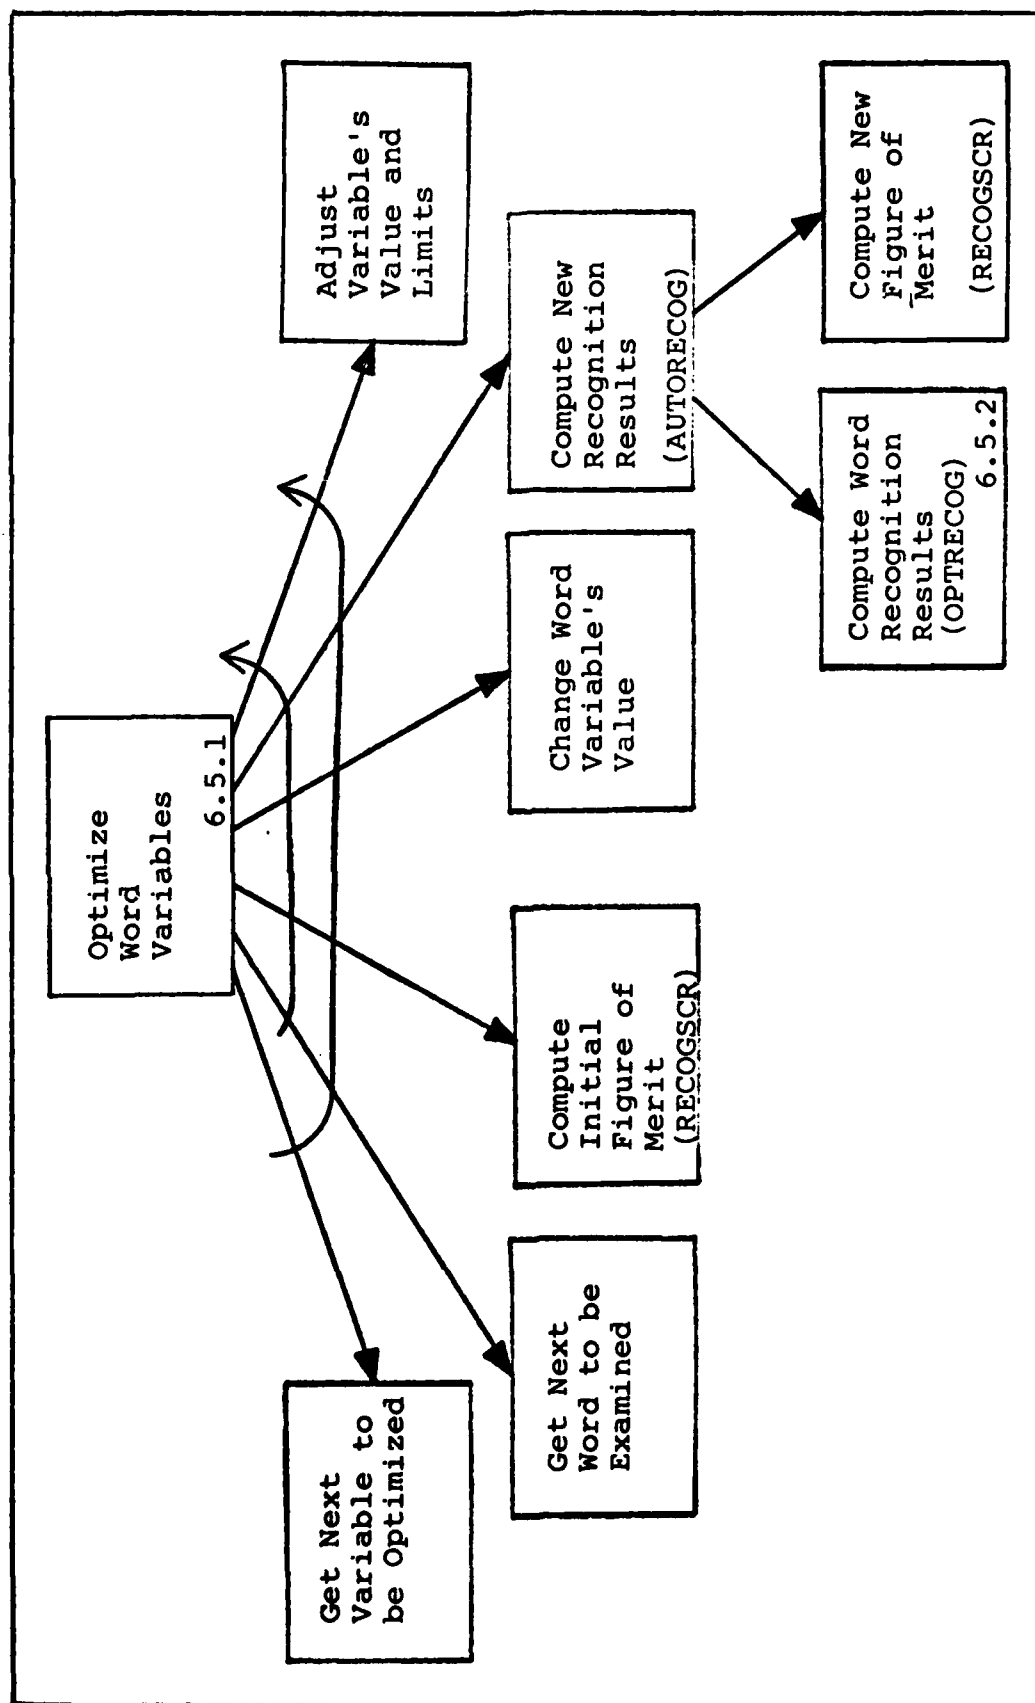 Optimize
Word
Variables
6.5.1
Get Next
Variable to
be Optimized
Adjust
Variable's
Value and
Limits
Get Next
Word to be
Examined
Compute
Initial
Figure of
Merit
(RECOGSCR)
Change Word
Variable's
Value
Compute New
Recognition
Results
(AUTORECOG)
Compute Word
Recognition
Results
(OPTRECOG)
6.5.2
Compute New
Figure of
Merit
(RECOGSCR)